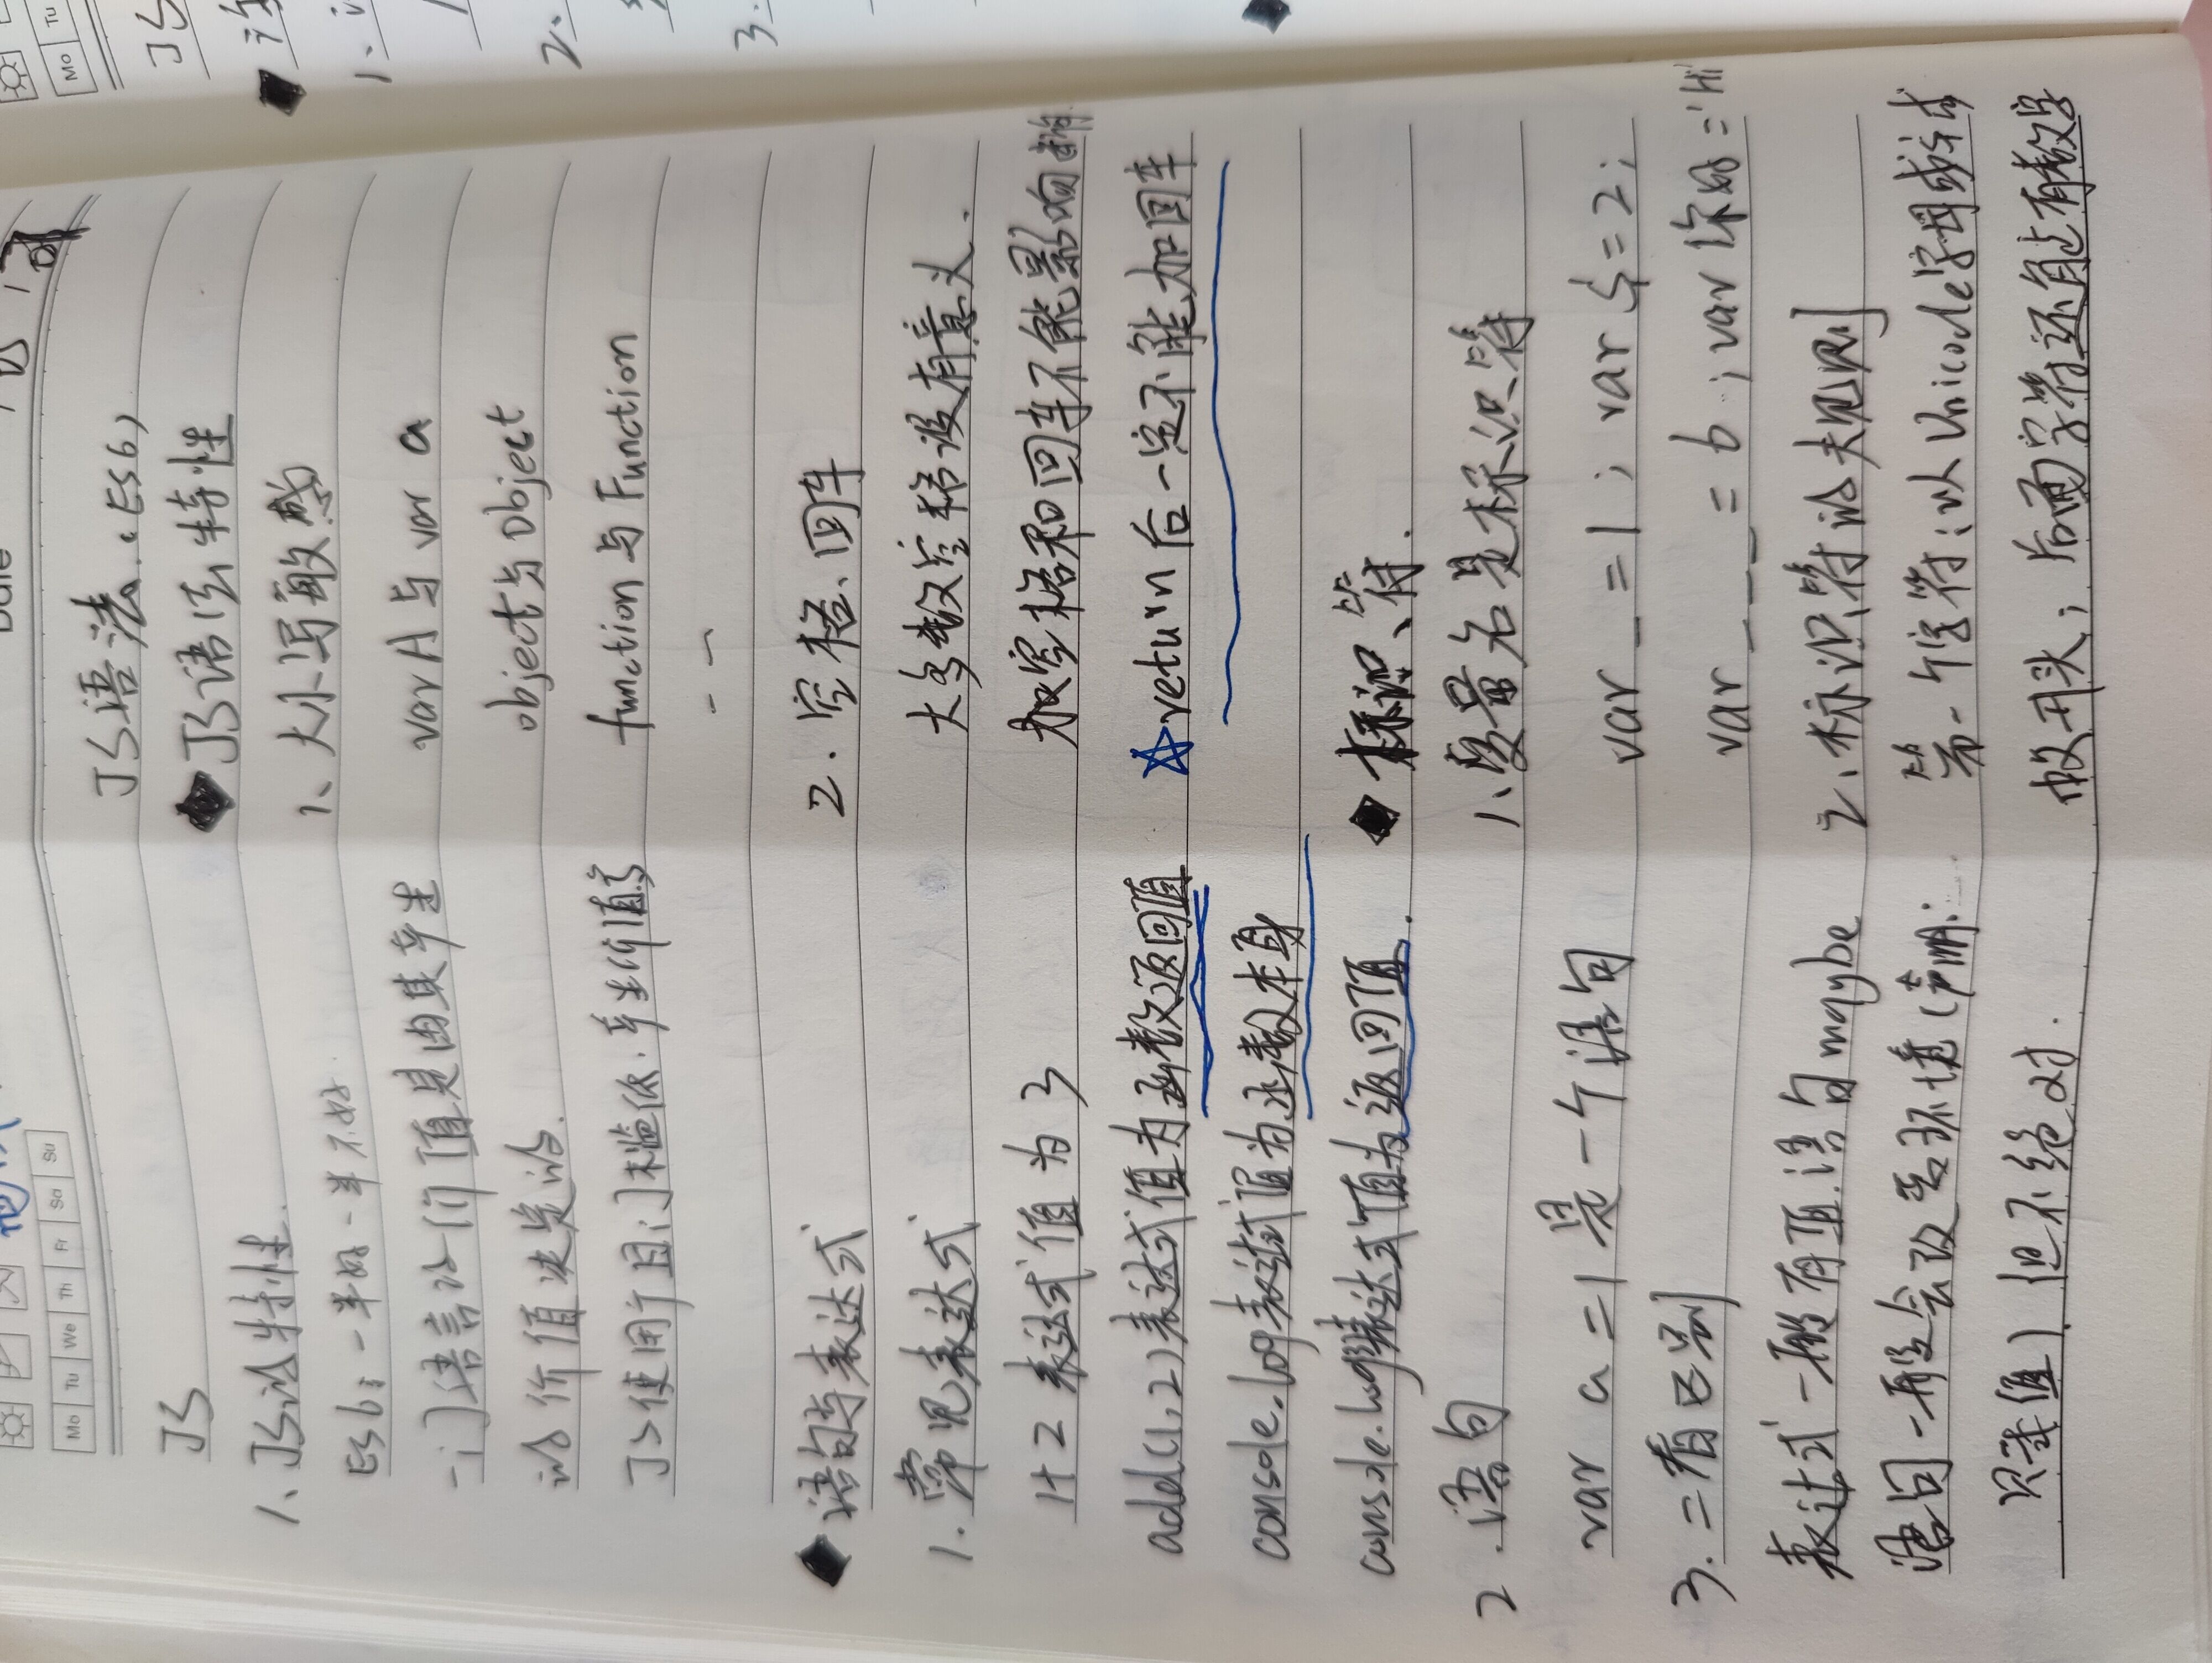 Mo Tu We Th Fr Sa Su
JS
1、JS的特性.
ES6:一半好一半不好
一门语言的价值是由其产生
的价值决定的.
JS使用广且门槛低.产生价值高
语句与表达式
1.常见表达式
1+2 表达式值为3
add(1,2)表达式值为函数返回值
console.log表达式值为函数本身
console.log表达式值为返回值.
2.语句
var a=1是一个语句
3.二者区别
表达式一般有值.语句maybe
语句一般会改变环境(声明:
只赋值).但不绝对.
Date
JS语法.(ES6)
JS语法特性
1、大小写敏感
var A 与 var a
object与Object
function与Function
2.空格、回车
大多数空格没有意义.
加空格和回车不能影响
return后一定不能加回车
标识符.
1、变量名是标识符
var _ =1; var $=2;
var _ _ _ = 6;var 你好='Hi'
2、标识符的规则
第一个字符:以Unicode字母或$或
开头;后面字符还能有数字
Mo Tu
JS
1、
2、
3.